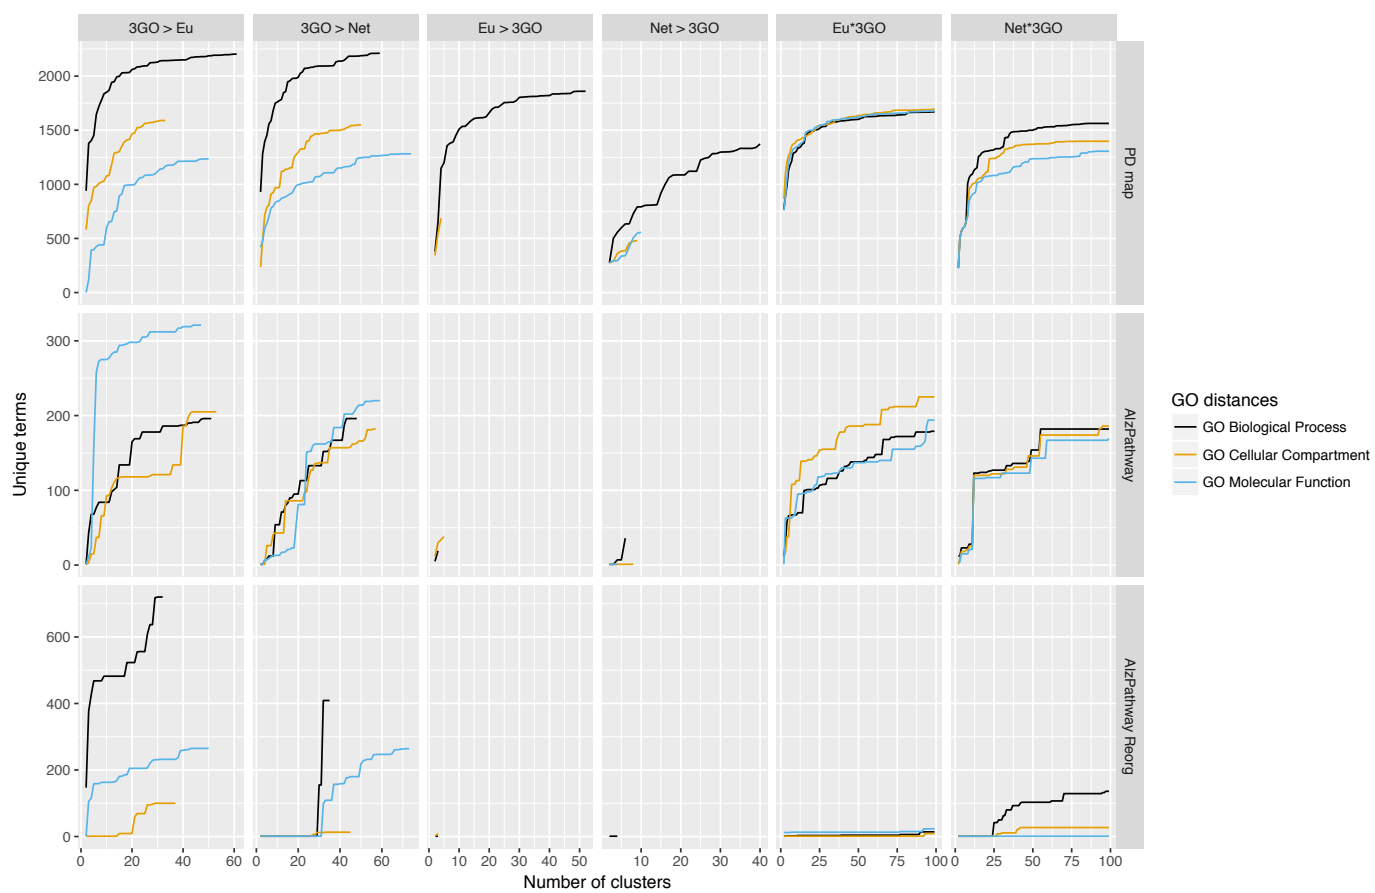 3GO > Eu
3GO > Net
Eu > 3GO
Net > 3GO
Eu*3GO
Net*3GO
2000
1500
1000
500
0
PD map
300
200
100
0
AlzPathway
600
400
200
0
AlzPathway Reorg
Unique terms
0 20 40 60
0 20 40 60
0 10 20 30 40 50
10 20 30 40
0 25 50 75 100
0 25 50 75 100
Number of clusters
GO distances
GO Biological Process
GO Cellular Compartment
GO Molecular Function